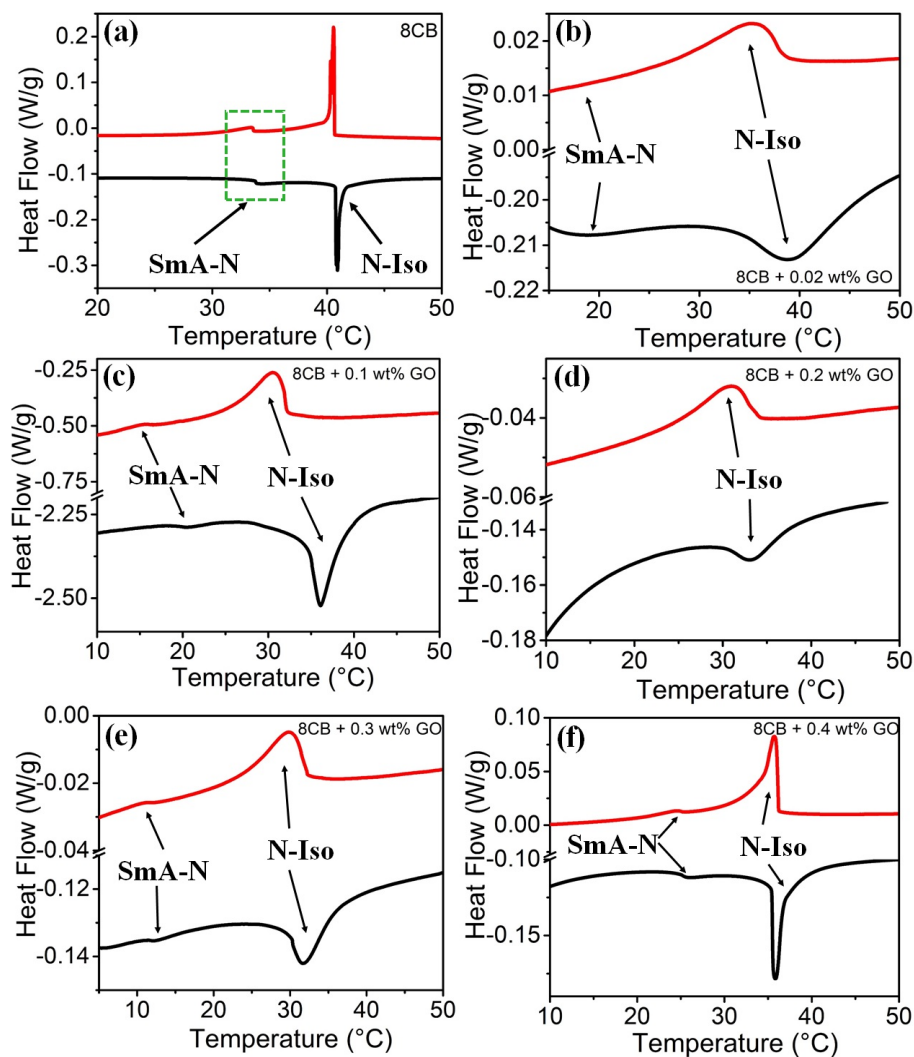 (a)
8CB
0.2
0.1
0.0
-0.1
-0.2
-0.3
Heat Flow (W/g)
SmA-N
N-Iso
20 30 40 50
Temperature (°C)
(b)
0.02
0.01
0.00
-0.20
-0.21
-0.22
Heat Flow (W/g)
SmA-N
N-Iso
8CB + 0.02 wt% GO
20 30 40 50
Temperature (°C)
(c)
8CB + 0.1 wt% GO
-0.25
-0.50
-0.75
-2.25
-2.50
Heat Flow (W/g)
SmA-N
N-Iso
10 20 30 40 50
Temperature (°C)
(d)
8CB + 0.2 wt% GO
-0.04
-0.06
-0.14
-0.16
-0.18
Heat Flow (W/g)
N-Iso
10 20 30 40 50
Temperature (°C)
(e)
8CB + 0.3 wt% GO
0.00
-0.02
-0.04
-0.12
-0.14
Heat Flow (W/g)
SmA-N
N-Iso
10 20 30 40 50
Temperature (°C)
(f)
8CB + 0.4 wt% GO
0.10
0.05
0.00
-0.10
-0.15
Heat Flow (W/g)
SmA-N
N-Iso
10 20 30 40 50
Temperature (°C)